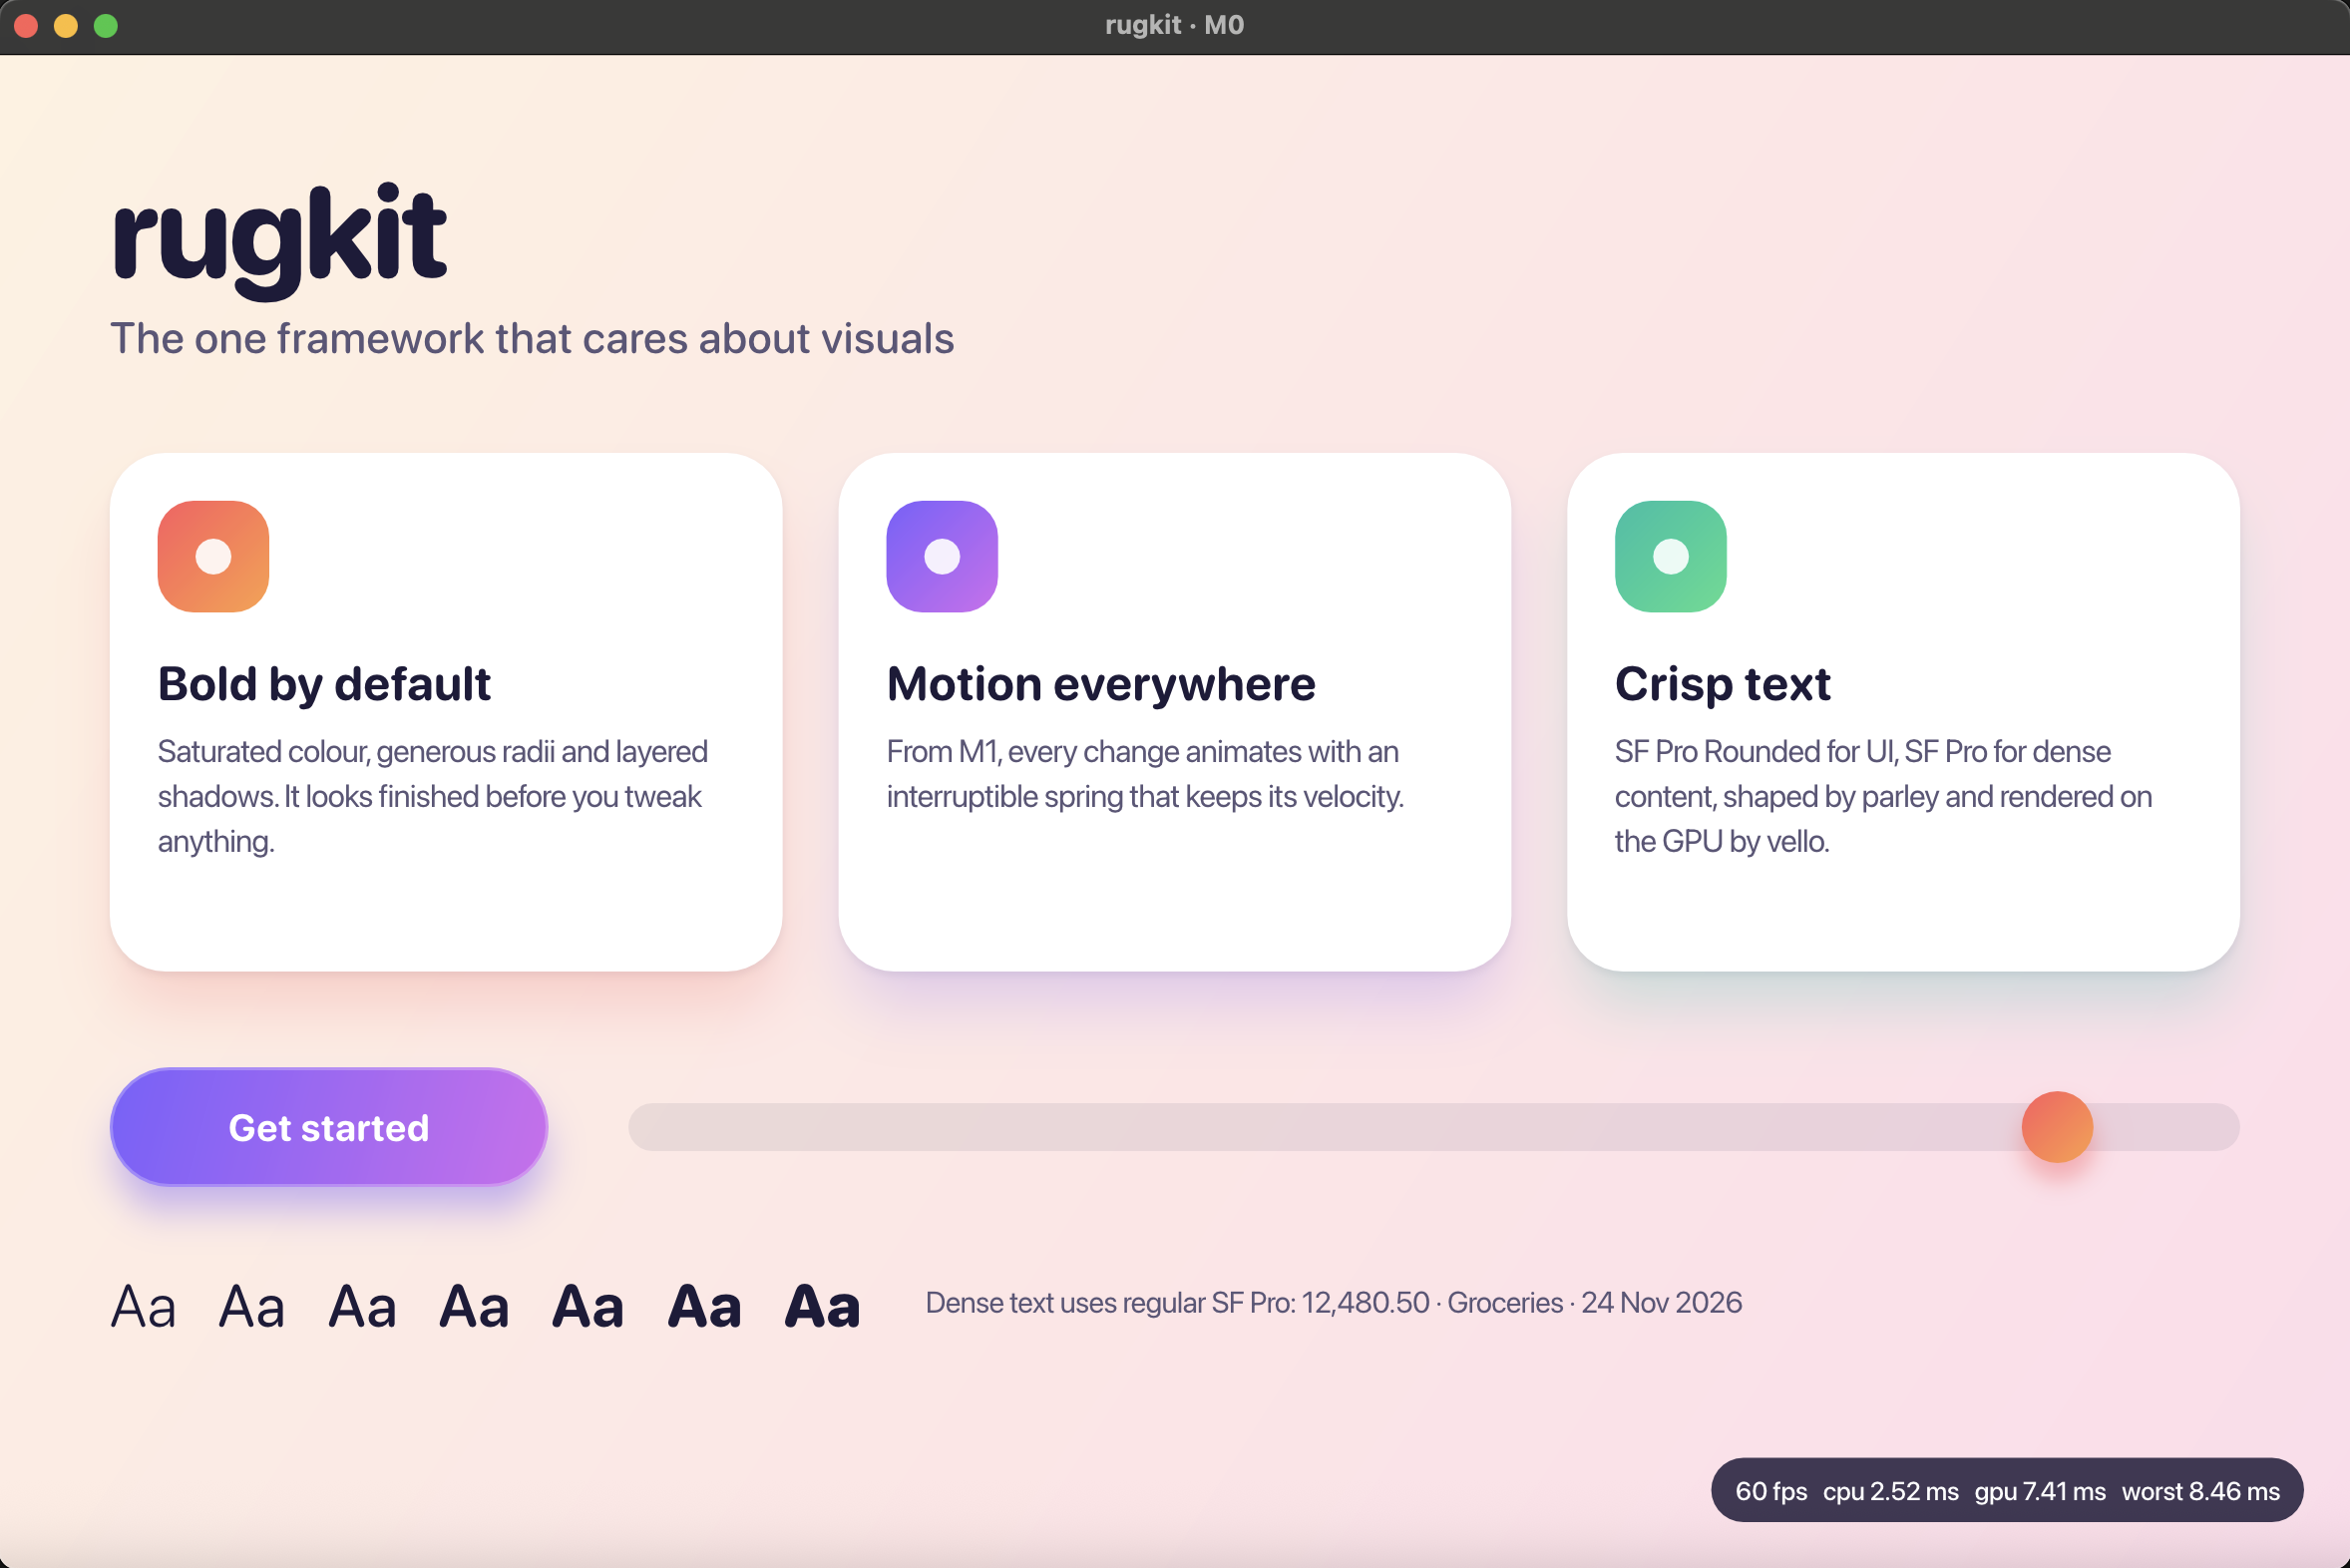 rugkit · M0
rugkit
The one framework that cares about visuals
Bold by default
Saturated colour, generous radii and layered
shadows. It looks finished before you tweak
anything.
Motion everywhere
From M1, every change animates with an
interruptible spring that keeps its velocity.
Crisp text
SF Pro Rounded for UI, SF Pro for dense
content, shaped by parley and rendered on
the GPU by vello.
Get started
Aa Aa Aa Aa Aa Aa Aa
Dense text uses regular SF Pro: 12,480.50 · Groceries · 24 Nov 2026
60 fps cpu 2.52 ms gpu 7.41 ms worst 8.46 ms